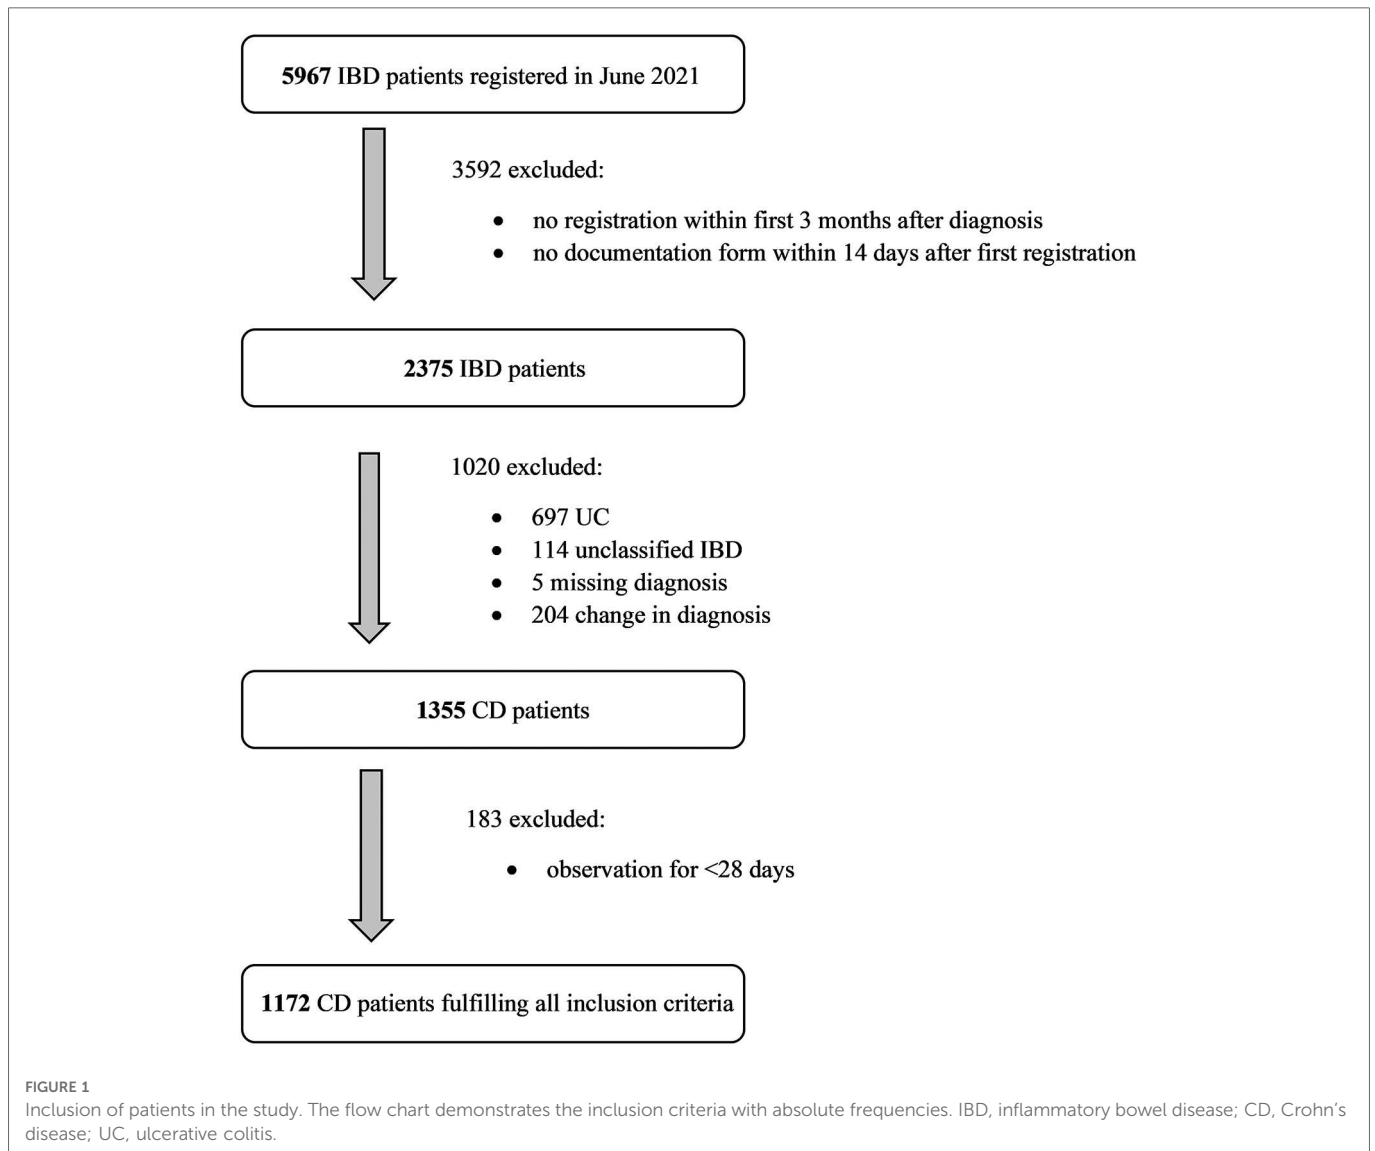 5967 IBD patients registered in June 2021
3592 excluded:
• no registration within first 3 months after diagnosis
• no documentation form within 14 days after first registration
2375 IBD patients
1020 excluded:
• 697 UC
• 114 unclassified IBD
• 5 missing diagnosis
• 204 change in diagnosis
1355 CD patients
183 excluded:
• observation for <28 days
1172 CD patients fulfilling all inclusion criteria
FIGURE 1
Inclusion of patients in the study. The flow chart demonstrates the inclusion criteria with absolute frequencies. IBD, inflammatory bowel disease; CD, Crohn's
disease; UC, ulcerative colitis.